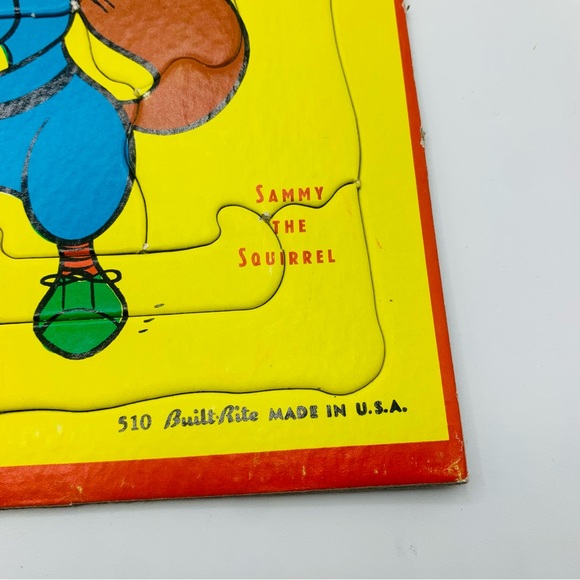 SAMMY
THE
SQUIRREL
510 Built-Rite MADE IN U.S.A.